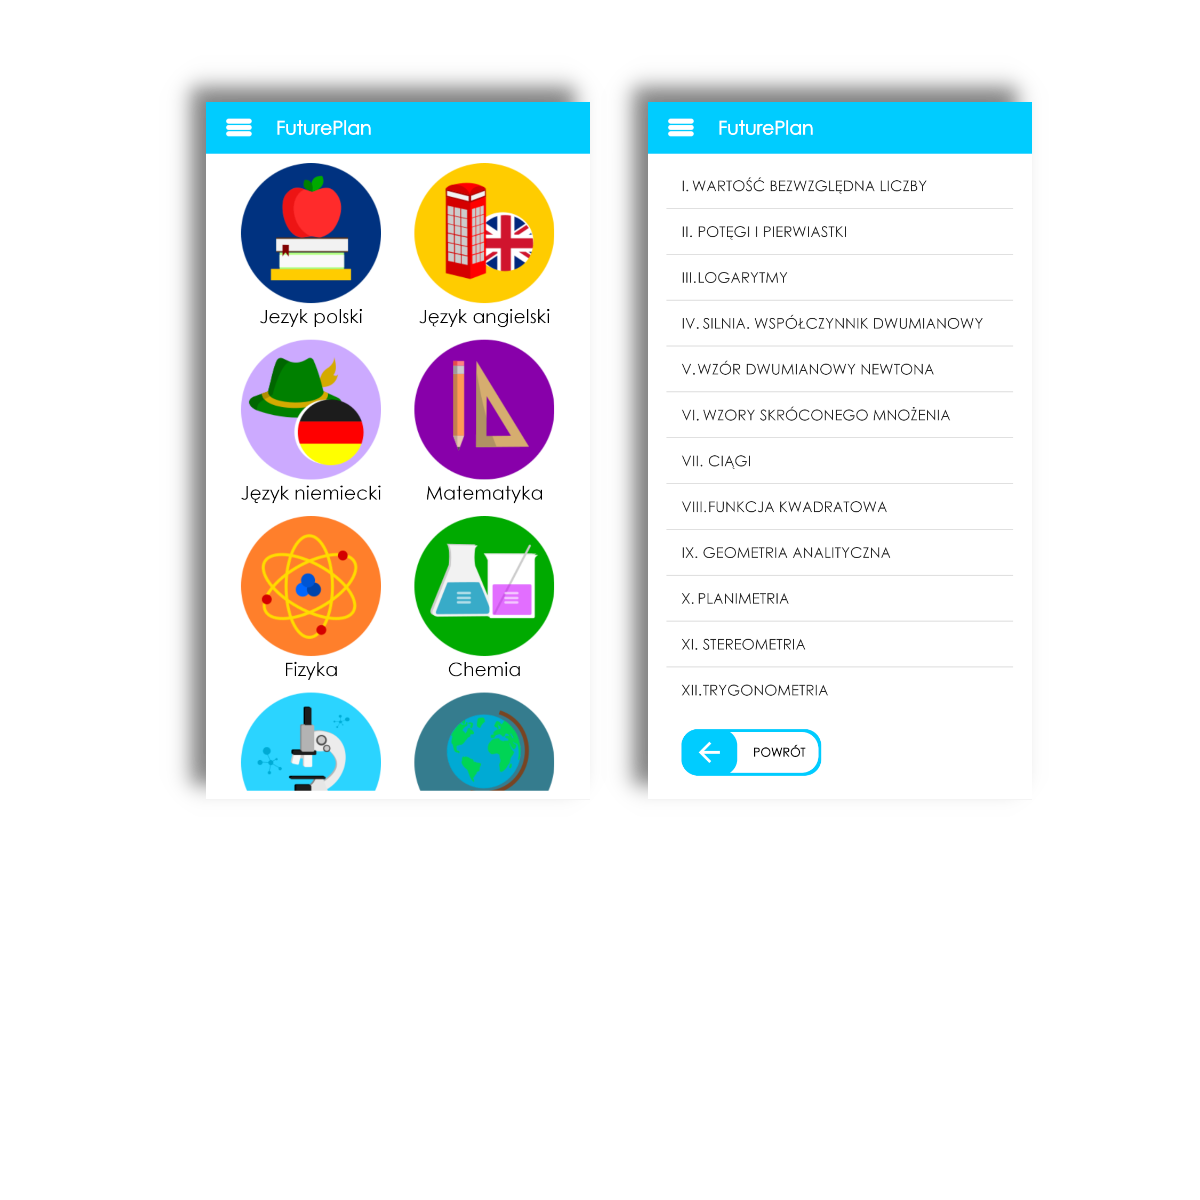 FuturePlan
Jezyk polski
Język angielski
Język niemiecki
Matematyka
Fizyka
Chemia
FuturePlan
I. WARTOŚĆ BEZWZGLĘDNA LICZBY
II. POTĘGI I PIERWIASTKI
III.LOGARYTMY
IV. SILNIA. WSPÓŁCZYNNIK DWUMIANOWY
V. WZÓR DWUMIANOWY NEWTONA
VI. WZORY SKRÓCONEGO MNOŻENIA
VII. CIĄGI
VIII.FUNKCJA KWADRATOWA
IX. GEOMETRIA ANALITYCZNA
X. PLANIMETRIA
XI. STEREOMETRIA
XII.TRYGONOMETRIA
POWRÓT